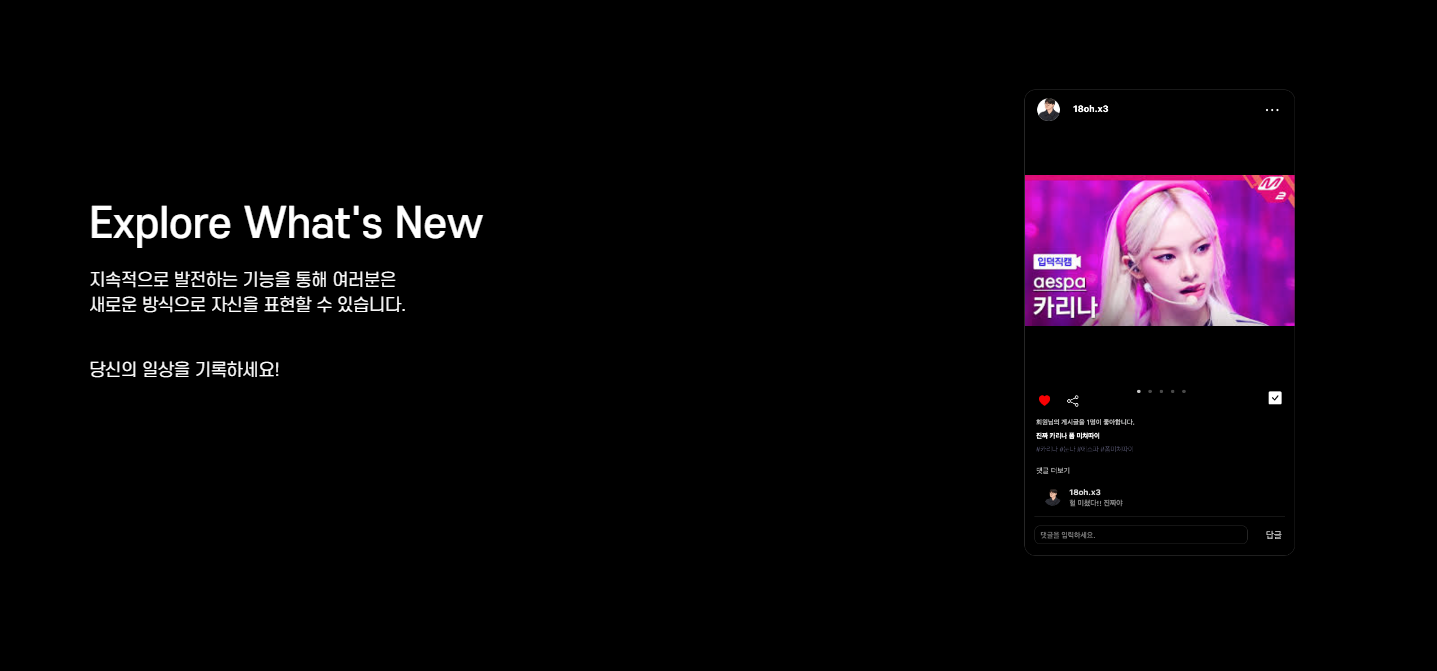 Explore What's New
지속적으로 발전하는 기능을 통해 여러분은
새로운 방식으로 자신을 표현할 수 있습니다.
당신의 일상을 기록하세요!
18oh.x3
M
2
입덕직캠
aespa
카리나
회원님의 게시글을 1명이 좋아합니다.
진짜 카리나 폼 미쳐따이
#카리나
댓글 더보기
18oh.x3
헐 미쳤다!! 진짜야
댓글을 입력하세요.
답글